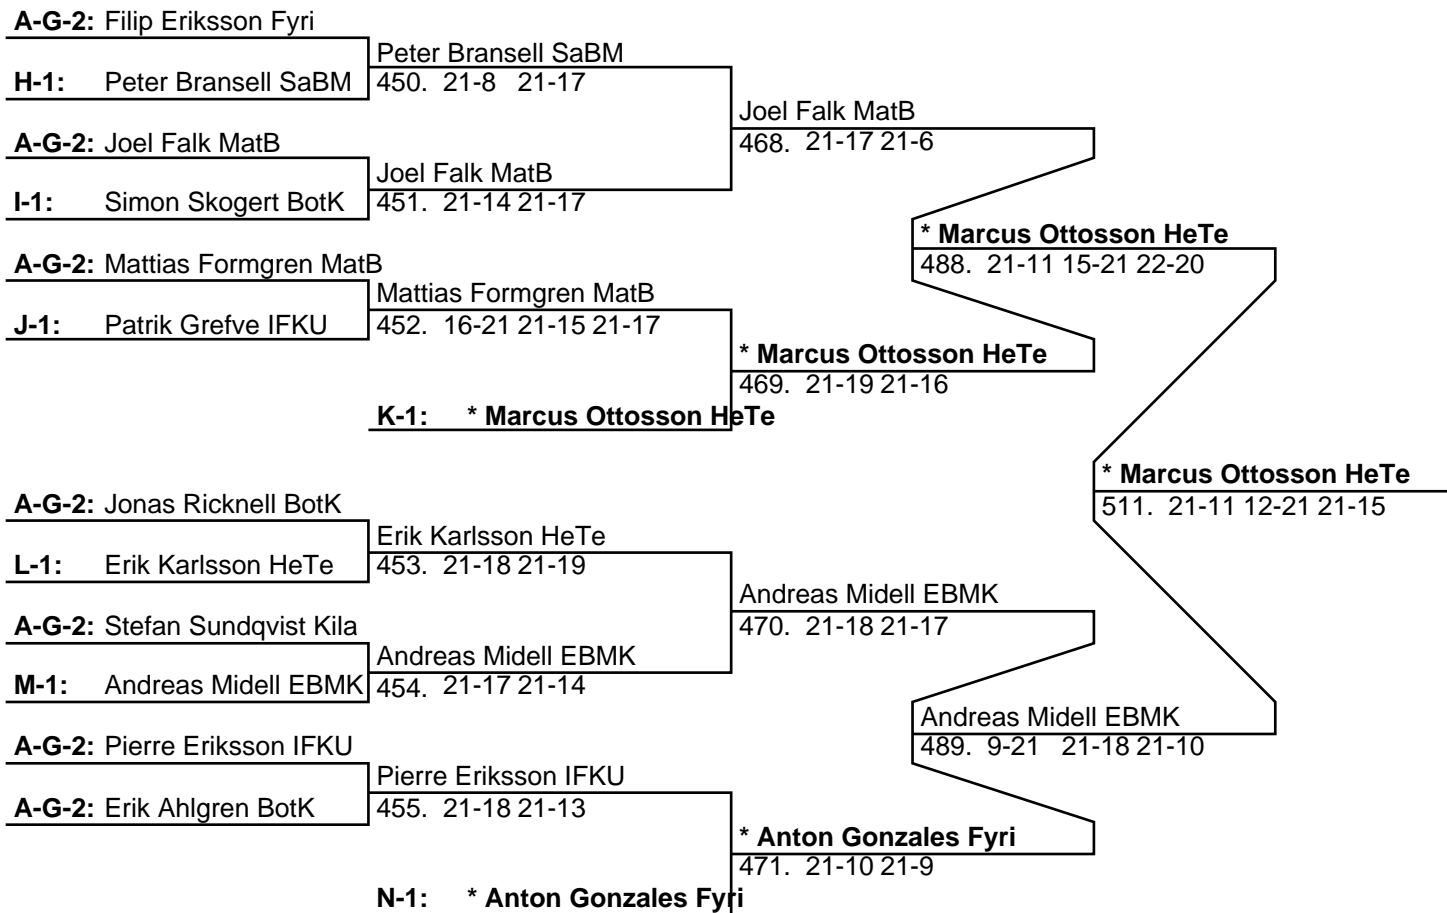 A-G-2: Filip Eriksson Fyri
Peter Bransell SaBM
H-1: Peter Bransell SaBM
450. 21-8 21-17
Joel Falk MatB
A-G-2: Joel Falk MatB
468. 21-17 21-6
Joel Falk MatB
I-1: Simon Skogert BotK
451. 21-14 21-17
* Marcus Ottosson HeTe
A-G-2: Mattias Formgren MatB
488. 21-11 15-21 22-20
Mattias Formgren MatB
J-1: Patrik Grefve IFKU
452. 16-21 21-15 21-17
* Marcus Ottosson HeTe
469. 21-19 21-16
K-1: * Marcus Ottosson HeTe
* Marcus Ottosson HeTe
A-G-2: Jonas Ricknell BotK
511. 21-11 12-21 21-15
Erik Karlsson HeTe
L-1: Erik Karlsson HeTe
453. 21-18 21-19
Andreas Midell EBMK
A-G-2: Stefan Sundqvist Kila
470. 21-18 21-17
Andreas Midell EBMK
M-1: Andreas Midell EBMK
454. 21-17 21-14
Andreas Midell EBMK
A-G-2: Pierre Eriksson IFKU
489. 9-21 21-18 21-10
Pierre Eriksson IFKU
A-G-2: Erik Ahlgren BotK
455. 21-18 21-13
* Anton Gonzales Fyri
471. 21-10 21-9
N-1: * Anton Gonzales Fyri